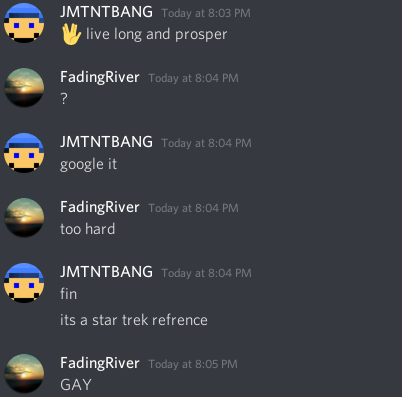 JMTNTBANG Today at 8:03 PM
🖖 live long and prosper
FadingRiver Today at 8:04 PM
?
JMTNTBANG Today at 8:04 PM
google it
FadingRiver Today at 8:04 PM
too hard
JMTNTBANG Today at 8:04 PM
fin
its a star trek refrence
FadingRiver Today at 8:05 PM
GAY